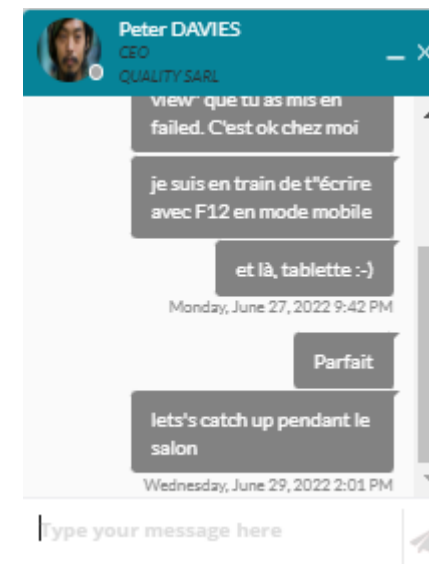 Peter DAVIES
CEO
QUALITY SARL
view" que tu as mis en
failed. C'est ok chez moi
je suis en train de t"écrire
avec F12 en mode mobile
et là, tablette :-)
Monday, June 27, 2022 9:42 PM
Parfait
lets's catch up pendant le
salon
Wednesday, June 29, 2022 2:01 PM
Type your message here